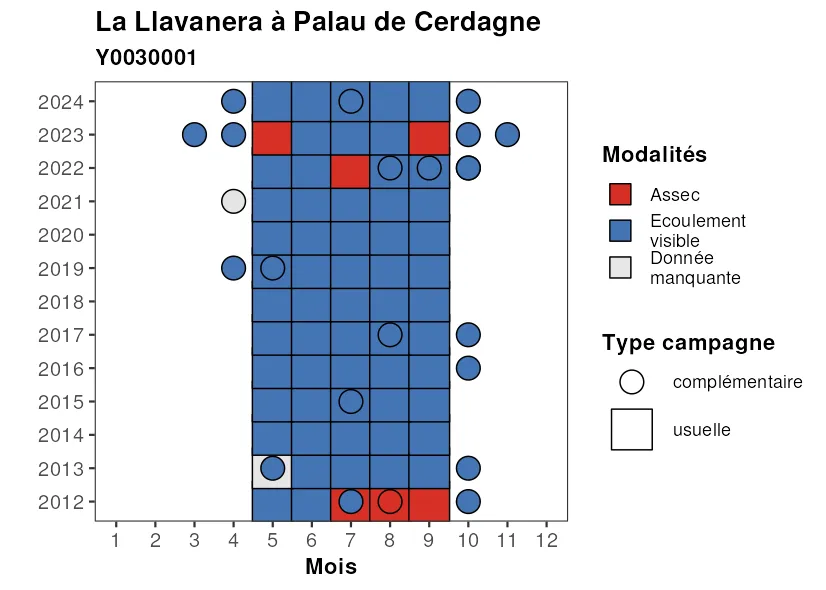 La Llavanera à Palau de Cerdagne
Y0030001
2024
2023
2022
2021
2020
2019
2018
2017
2016
2015
2014
2013
2012
1 2 3 4 5 6 7 8 9 10 11 12
Mois
Modalités
Assec
Ecoulement
visible
Donnée
manquante
Type campagne
complémentaire
usuelle